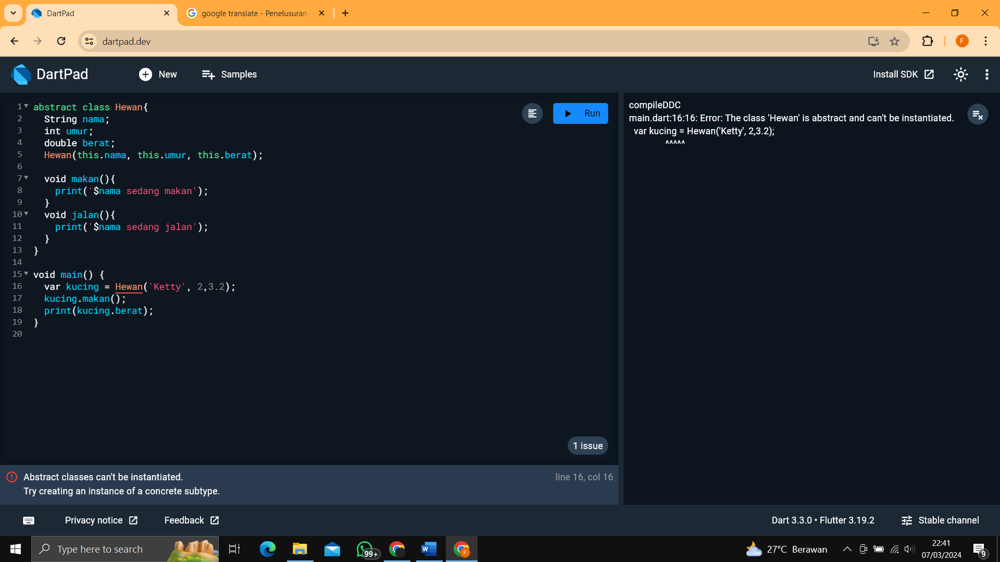 DartPad
google translate - Penelusuran
dartpad.dev
F
DartPad
New
Samples
Install SDK
1 abstract class Hewan{
2 String nama;
3 int umur;
4 double berat;
5 Hewan(this.nama, this.umur, this.berat);
6
7 void makan(){
8 print('$nama sedang makan');
9 }
10 void jalan(){
11 print('$nama sedang jalan');
12 }
13 }
14
15 void main() {
16 var kucing = Hewan('Ketty', 2,3.2);
17 kucing.makan();
18 print(kucing.berat);
19 }
20
Run
1 issue
Abstract classes can't be instantiated.
line 16, col 16
Try creating an instance of a concrete subtype.
compileDDC
main.dart:16:16: Error: The class 'Hewan' is abstract and can't be instantiated.
var kucing = Hewan('Ketty', 2,3.2);
^^^^^
Privacy notice
Feedback
Dart 3.3.0 • Flutter 3.19.2
Stable channel
Type here to search
99+
W
F
27°C Berawan
22:41
07/03/2024
9